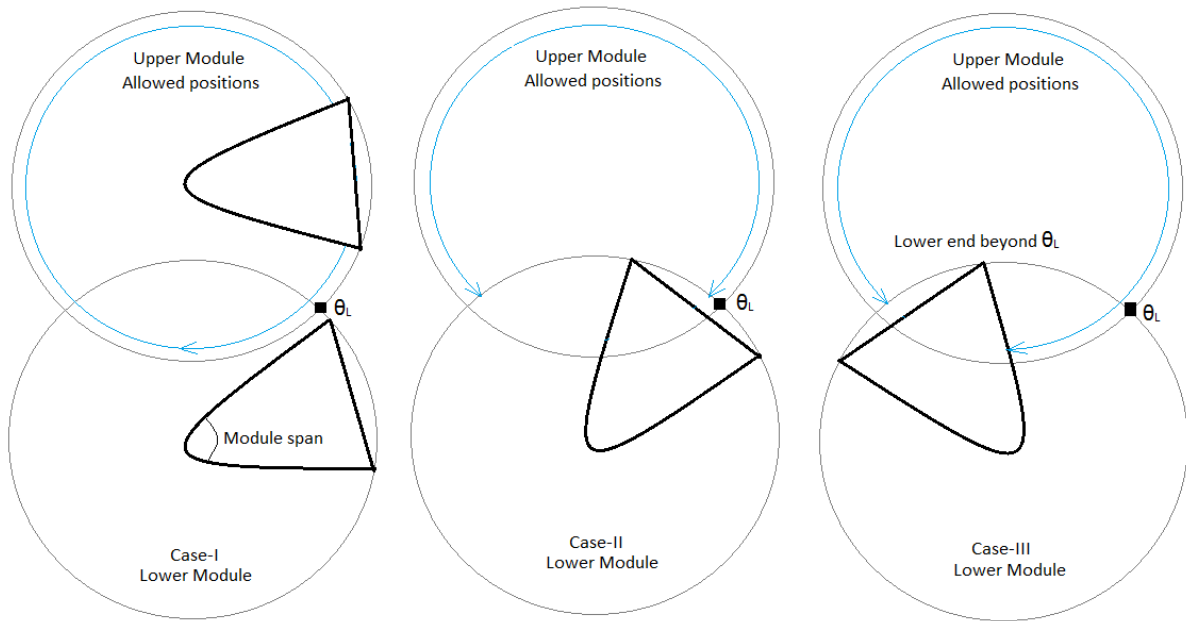 Upper Module
Allowed positions
θL
Module span
Case-I
Lower Module
Upper Module
Allowed positions
θL
Case-II
Lower Module
Upper Module
Allowed positions
Lower end beyond θL
θL
Case-III
Lower Module